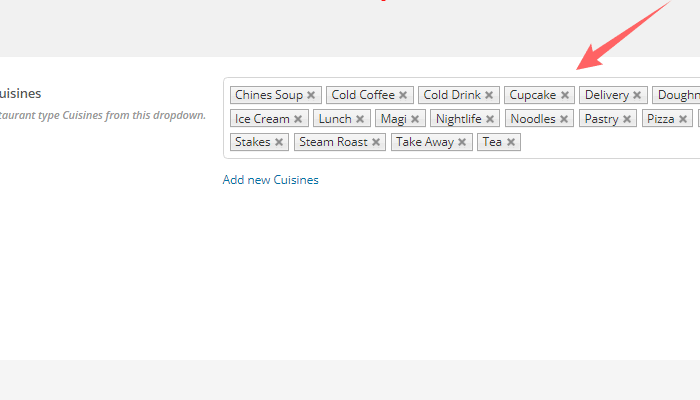 uisines
taurant type Cuisines from this dropdown.
Chines Soup × Cold Coffee × Cold Drink × Cupcake × Delivery × Doughn
Ice Cream × Lunch × Magi × Nightlife × Noodles × Pastry × Pizza ×
Stakes × Steam Roast × Take Away × Tea ×
Add new Cuisines